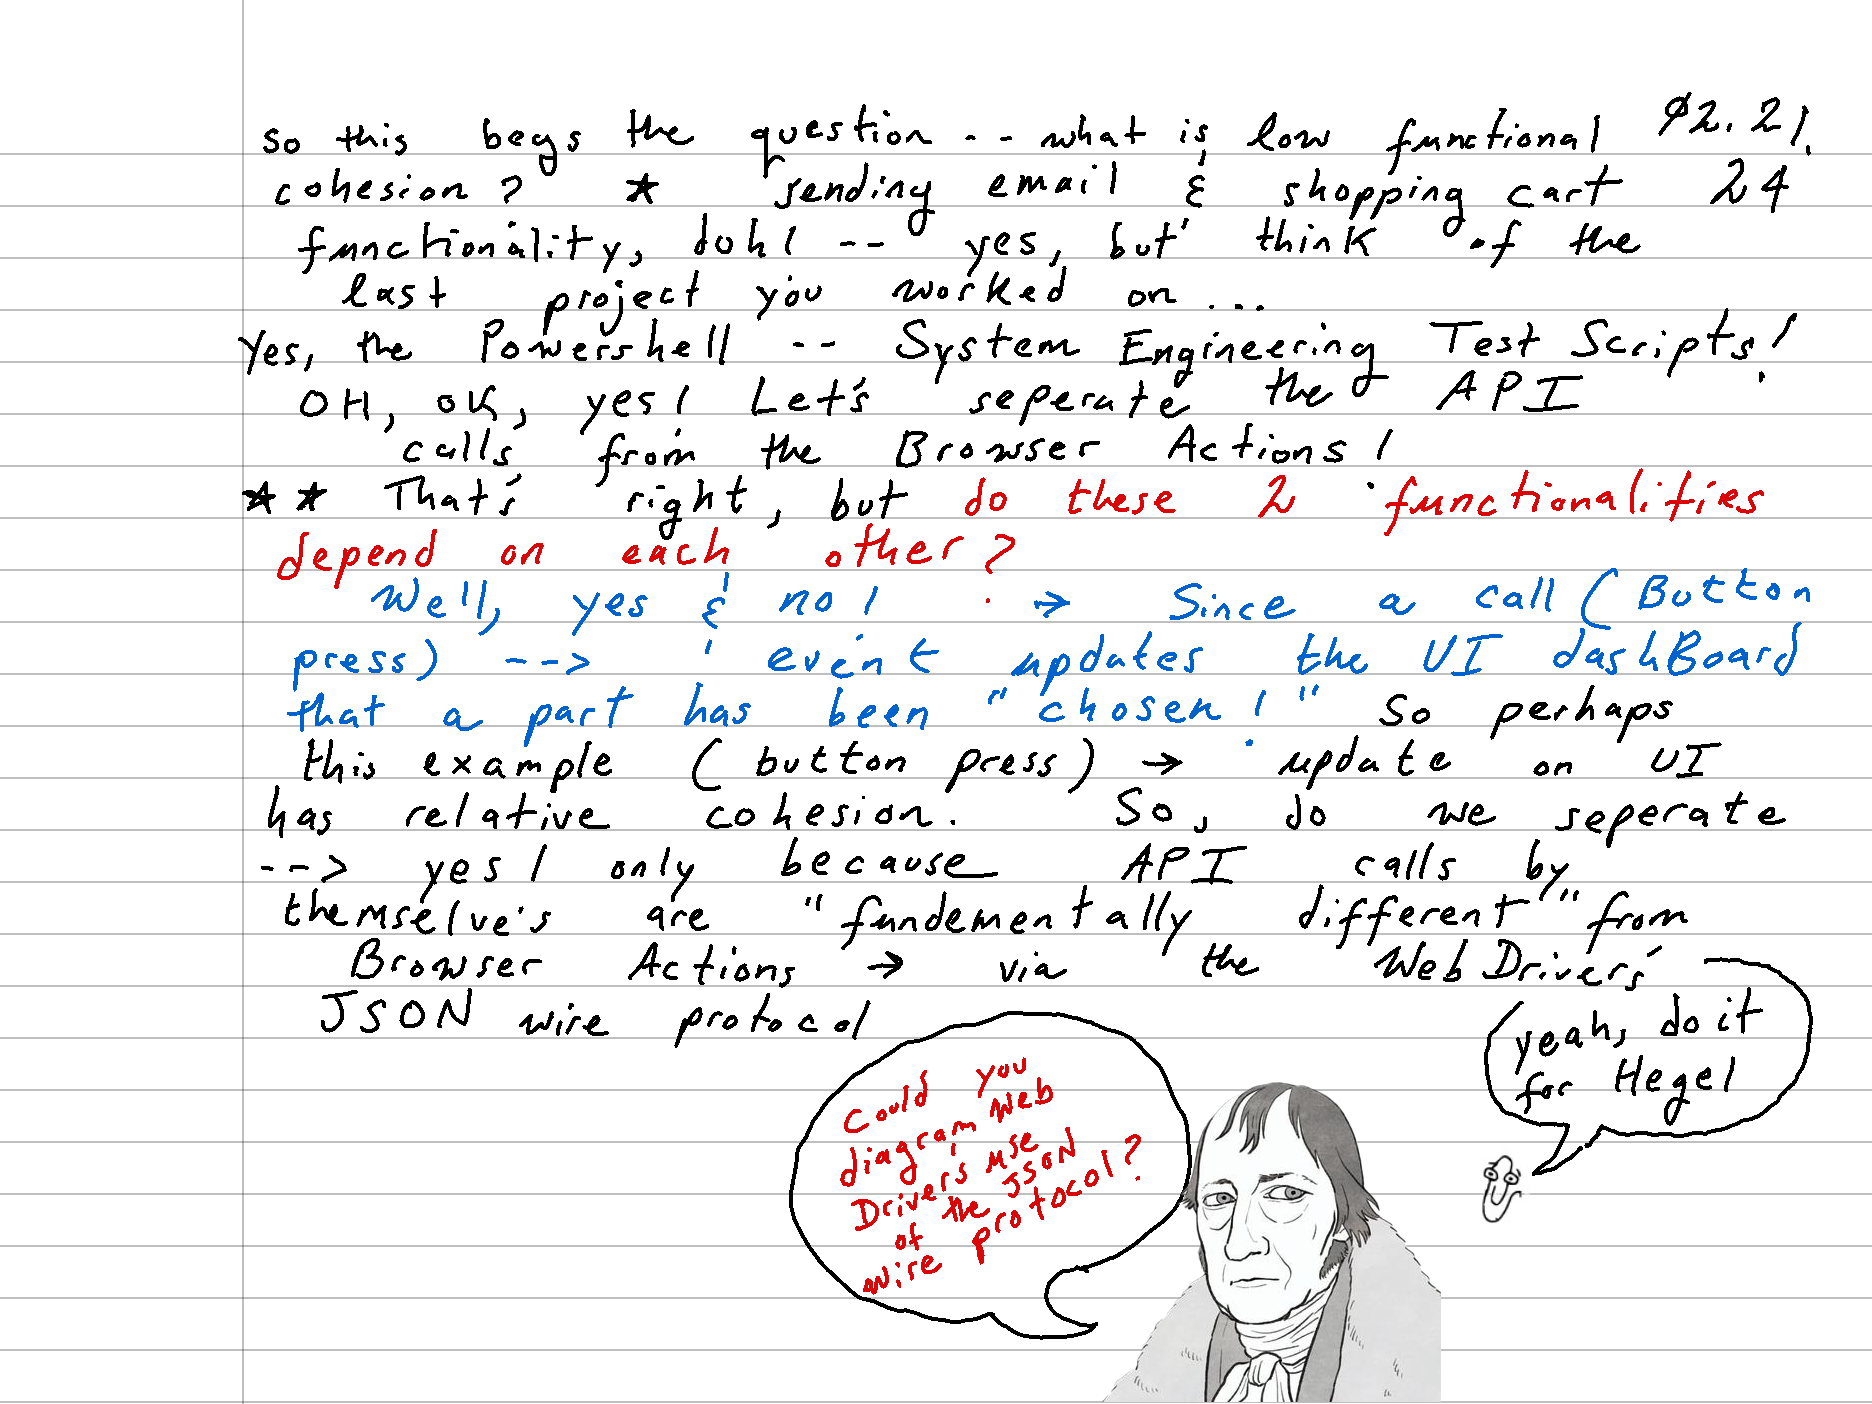 so this begs the question -- what is low functional
cohesion? * sending email & shopping cart
functionality, doh! -- yes, but think of the
last project you worked on...
Yes, the Powershell -- System Engineering Test Scripts!
OH, OK, yes! Let's seperate the API
calls from the Browser Actions!
** That's right, but do these 2 functionalities
depend on each other?
Well, yes & no! → Since a call (Button
press) --> event updates the UI dashBoard
that a part has been "chosen!" So perhaps
this example (button press) → update on UI
has relative cohesion. So, do we seperate
--> yes! only because API calls by
themselve's are "fundementally different" from
Browser Actions → via the WebDriver's
JSON wire protocol
2.21.
24
Could you
diagram Web
Drivers use
of the JSON
wire protocol?
yeah, do it
for Hegel